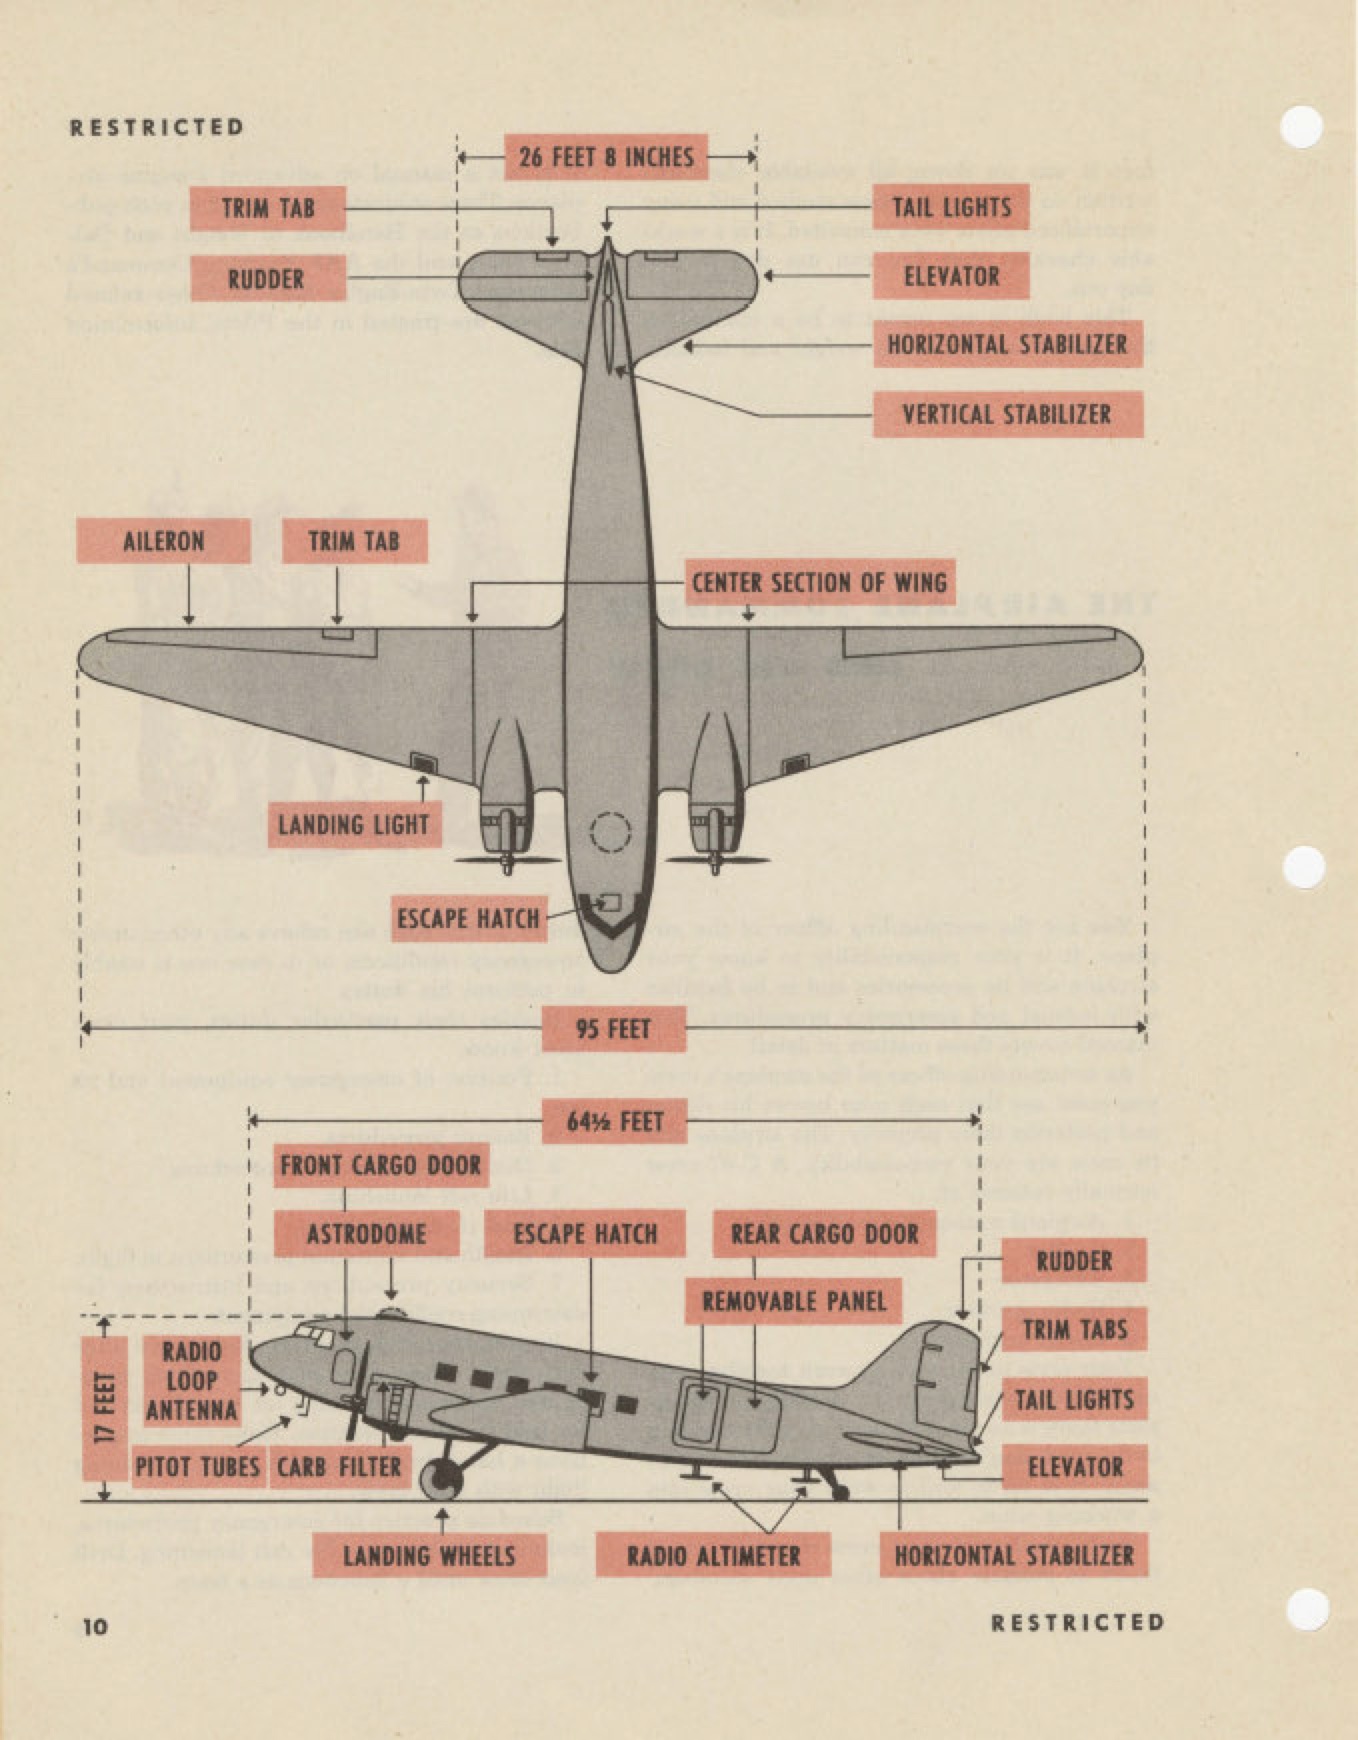 RESTRICTED
26 FEET 8 INCHES
TRIM TAB
TAIL LIGHTS
RUDDER
ELEVATOR
HORIZONTAL STABILIZER
VERTICAL STABILIZER
AILERON
TRIM TAB
CENTER SECTION OF WING
LANDING LIGHT
ESCAPE HATCH
95 FEET
64½ FEET
FRONT CARGO DOOR
ASTRODOME
ESCAPE HATCH
REAR CARGO DOOR
RUDDER
REMOVABLE PANEL
TRIM TABS
17 FEET
RADIO
LOOP
ANTENNA
TAIL LIGHTS
PITOT TUBES
CARB FILTER
ELEVATOR
LANDING WHEELS
RADIO ALTIMETER
HORIZONTAL STABILIZER
10
RESTRICTED